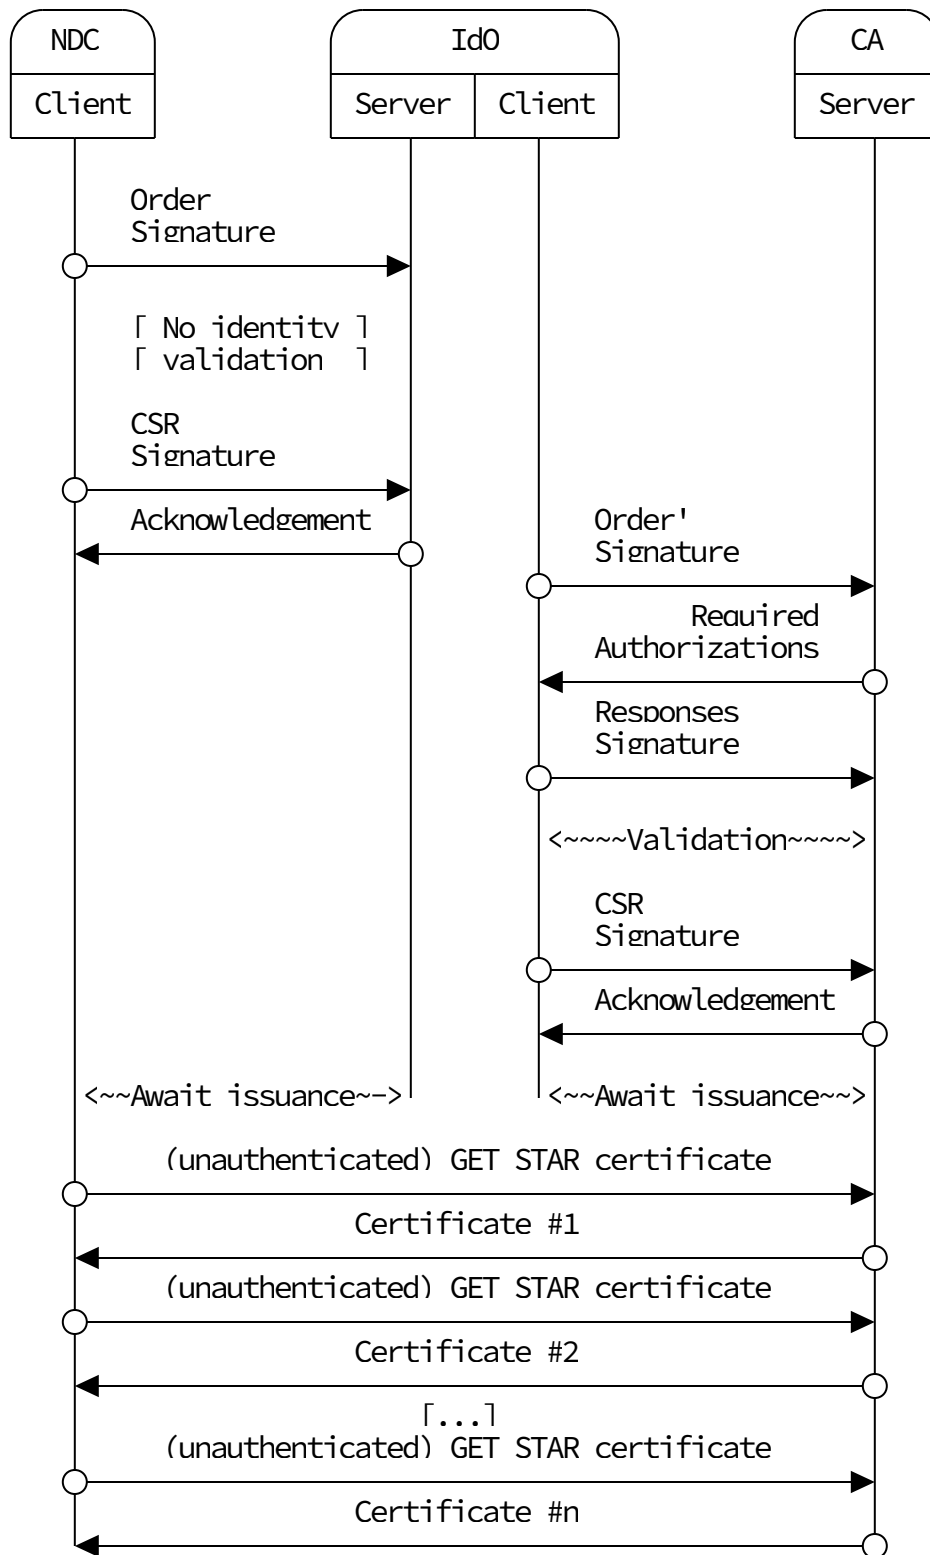 NDC
IdO
CA
Client
Server
Client
Server
Order
Signature
[ No identity ]
[ validation ]
CSR
Signature
Acknowledgement
Order'
Signature
Required
Authorizations
Responses
Signature
<~~~~Validation~~~~>
CSR
Signature
Acknowledgement
<~~Await issuance~->
<~~Await issuance~~>
(unauthenticated) GET STAR certificate
Certificate #1
(unauthenticated) GET STAR certificate
Certificate #2
[...]
(unauthenticated) GET STAR certificate
Certificate #n